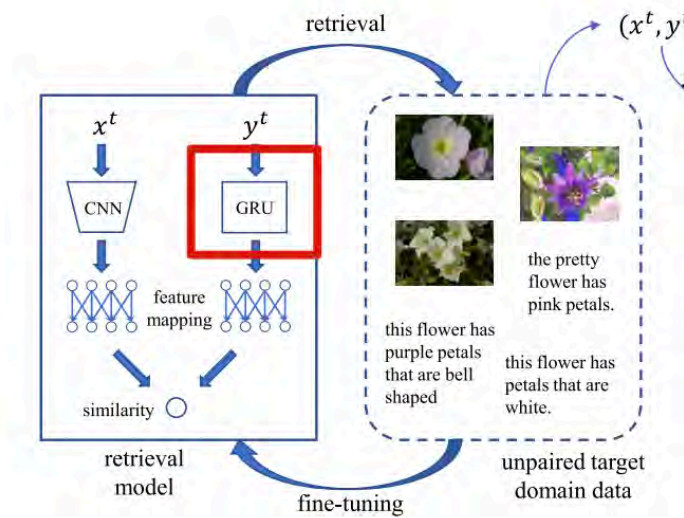 retrieval
(x^t, y^t
x^t
y^t
CNN
GRU
feature
mapping
similarity
retrieval
model
the pretty
flower has
pink petals.
this flower has
purple petals
that are bell
shaped
this flower has
petals that are
white.
unpaired target
domain data
fine-tuning